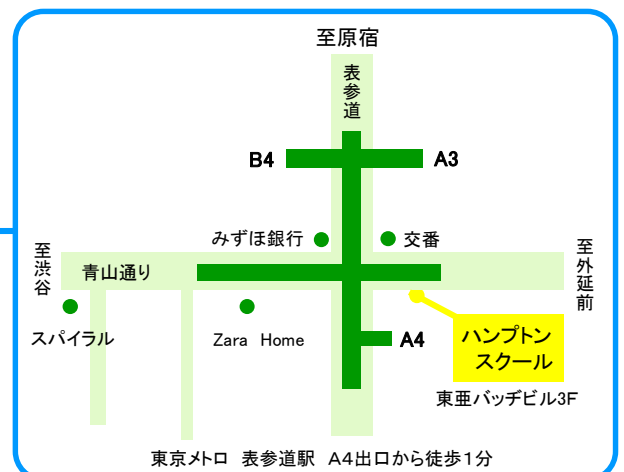 至原宿
表参道
B4
A3
みずほ銀行
交番
至渋谷
青山通り
至外延前
スパイラル
Zara Home
A4
ハンプトン
スクール
東亜バッヂビル3F
東京メトロ 表参道駅 A4出口から徒歩1分